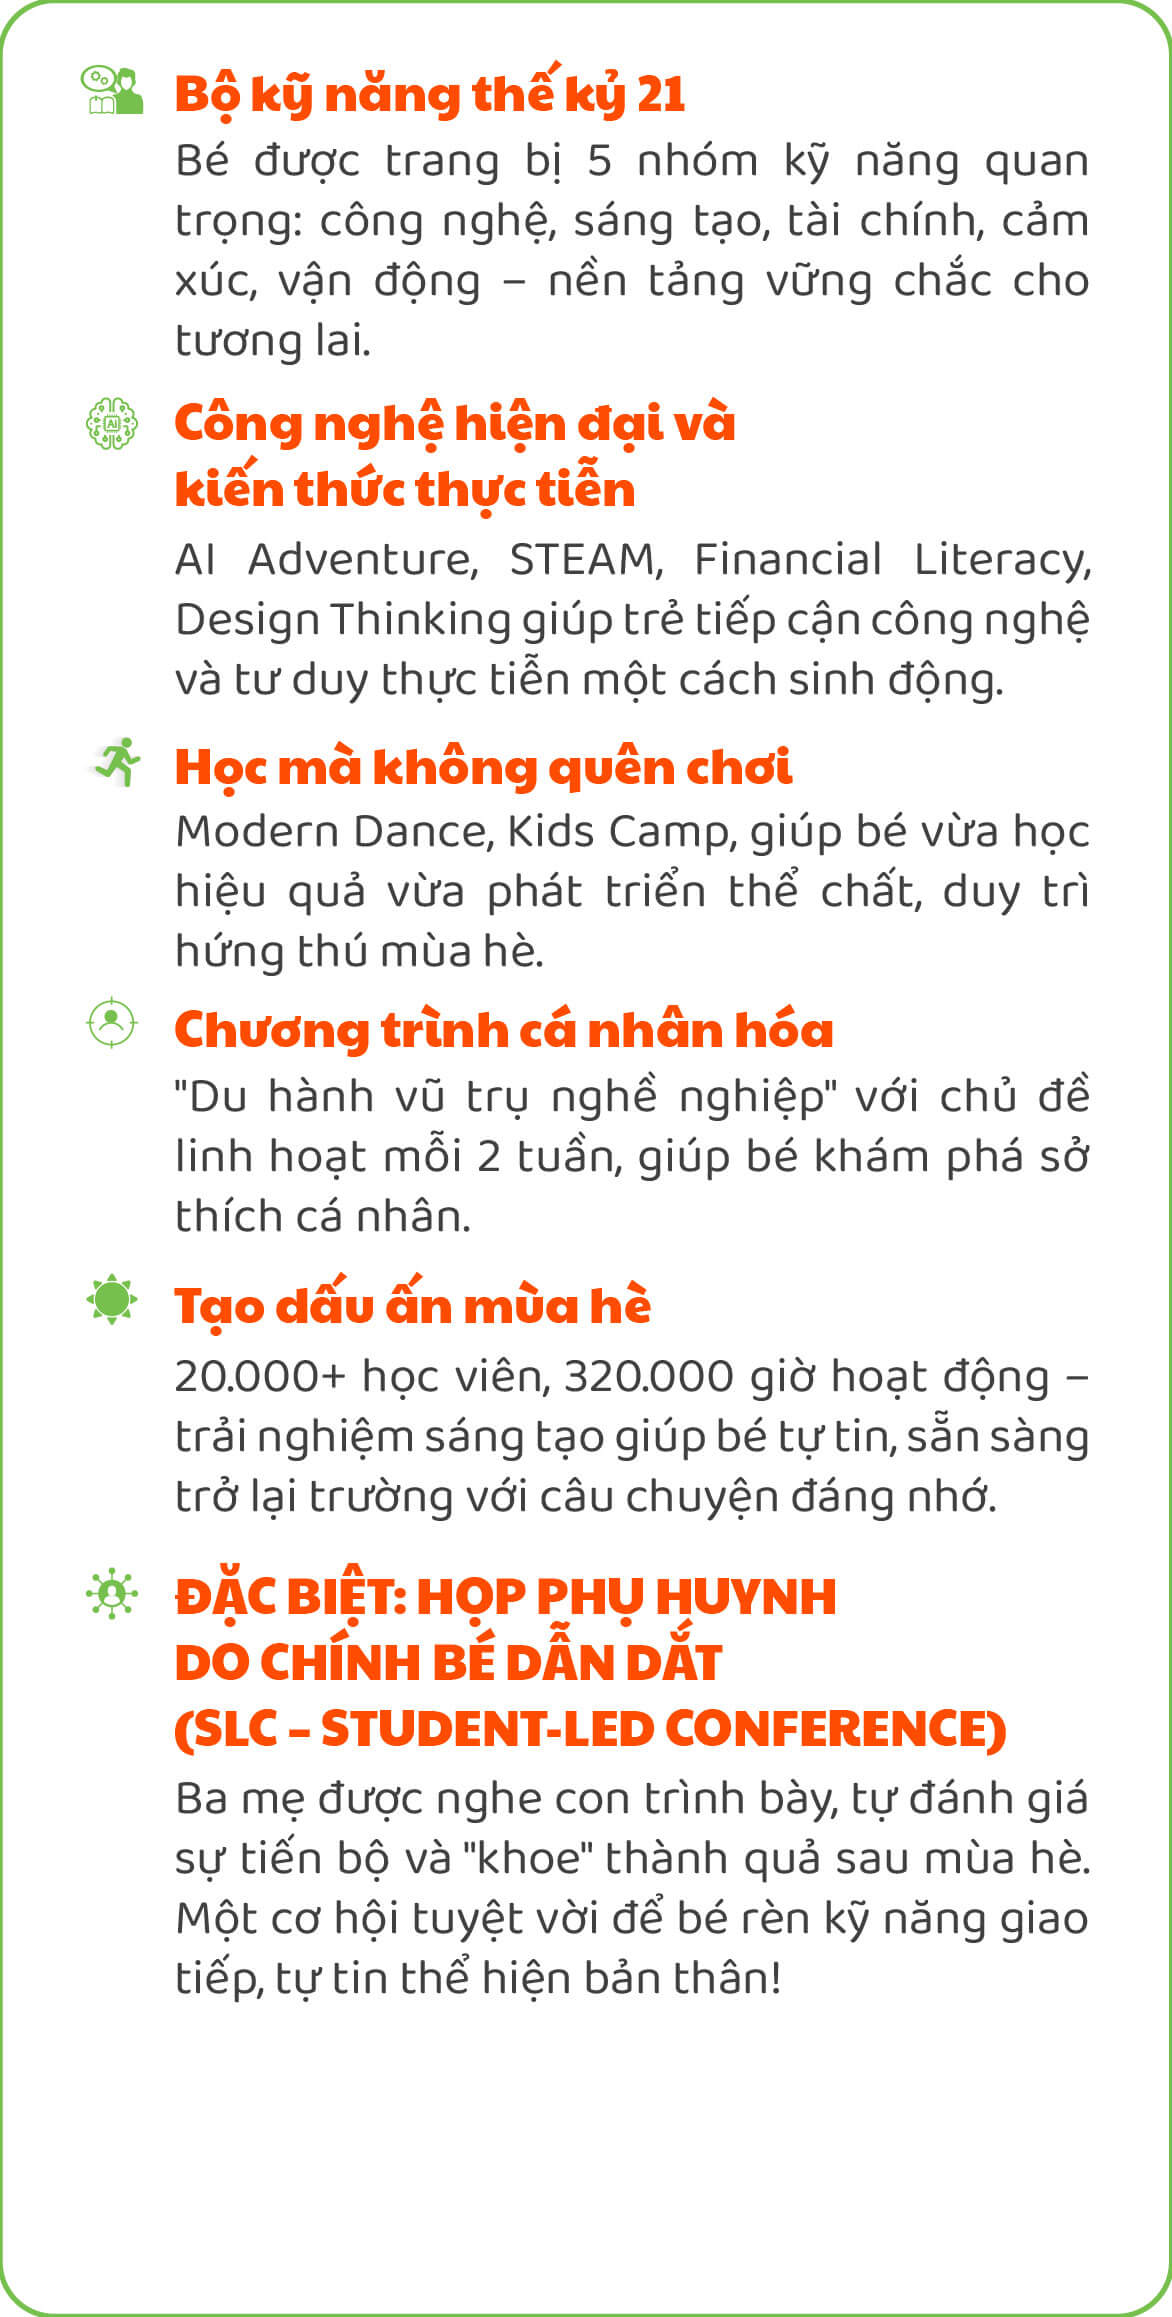 Bộ kỹ năng thế kỷ 21
Bé được trang bị 5 nhóm kỹ năng quan
trọng: công nghệ, sáng tạo, tài chính, cảm
xúc, vận động – nền tảng vững chắc cho
tương lai.
AI
Công nghệ hiện đại và
kiến thức thực tiễn
AI Adventure, STEAM, Financial Literacy,
Design Thinking giúp trẻ tiếp cận công nghệ
và tư duy thực tiễn một cách sinh động.
Học mà không quên chơi
Modern Dance, Kids Camp, giúp bé vừa học
hiệu quả vừa phát triển thể chất, duy trì
hứng thú mùa hè.
Chương trình cá nhân hóa
"Du hành vũ trụ nghề nghiệp" với chủ đề
linh hoạt mỗi 2 tuần, giúp bé khám phá sở
thích cá nhân.
Tạo dấu ấn mùa hè
20.000+ học viên, 320.000 giờ hoạt động –
trải nghiệm sáng tạo giúp bé tự tin, sẵn sàng
trở lại trường với câu chuyện đáng nhớ.
ĐẶC BIỆT: HỌP PHỤ HUYNH
DO CHÍNH BÉ DẪN DẮT
(SLC – STUDENT-LED CONFERENCE)
Ba mẹ được nghe con trình bày, tự đánh giá
sự tiến bộ và "khoe" thành quả sau mùa hè.
Một cơ hội tuyệt vời để bé rèn kỹ năng giao
tiếp, tự tin thể hiện bản thân!